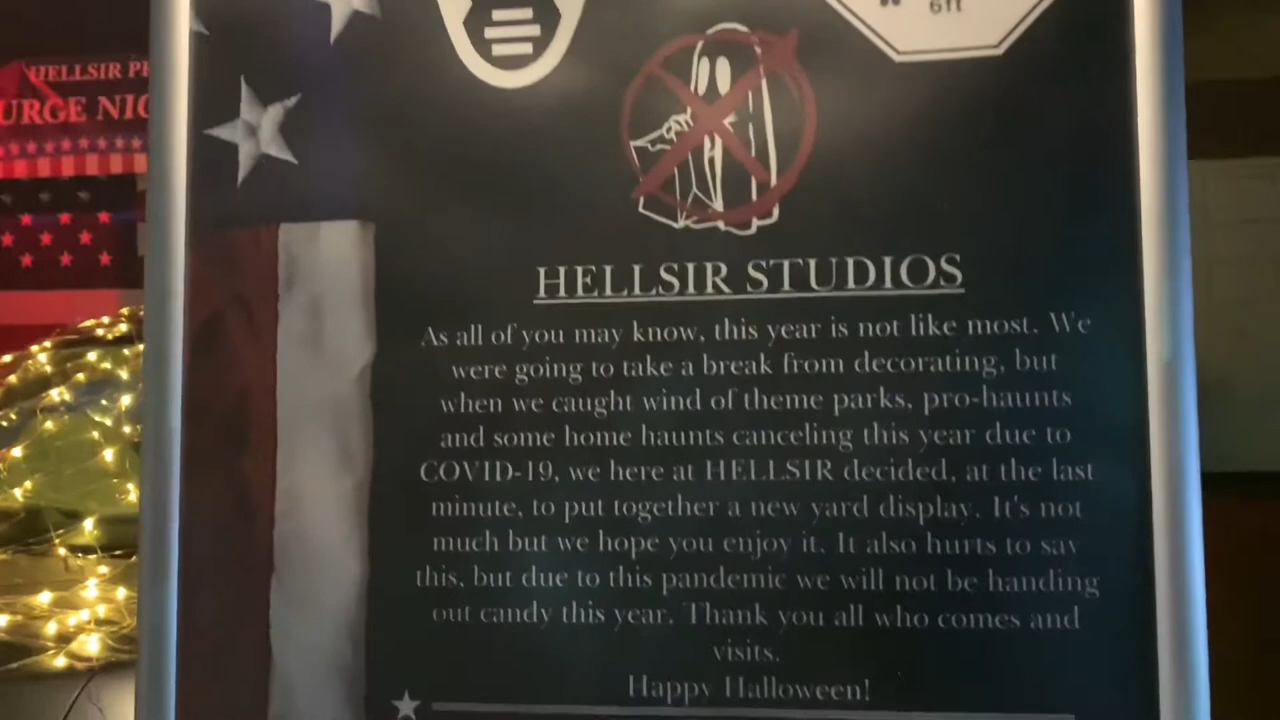 6ft
HELLSIR
URGE
HELLSIR STUDIOS
As all of you may know, this year is not like most. We
were going to take a break from decorating, but
when we caught wind of theme parks, pro-haunts
and some home haunts canceling this year due to
COVID-19, we here at HELLSIR decided, at the last
minute, to put together a new yard display. It's not
much but we hope you enjoy it. It also hurts to say
this, but due to this pandemic we will not be handing
out candy this year. Thank you all who comes and
visits.
Happy Halloween!